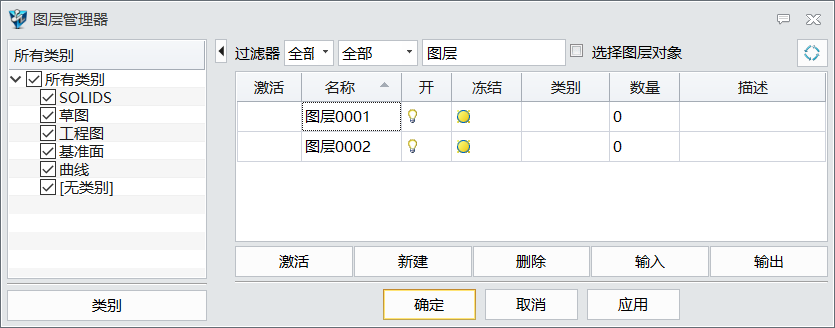 图层管理器
所有类别
所有类别
SOLIDS
草图
工程图
基准面
曲线
[无类别]
类别
过滤器 全部 全部 图层 选择图层对象
激活 名称 开 冻结 类别 数量 描述
图层0001 0
图层0002 0
激活 新建 删除 输入 输出
确定 取消 应用